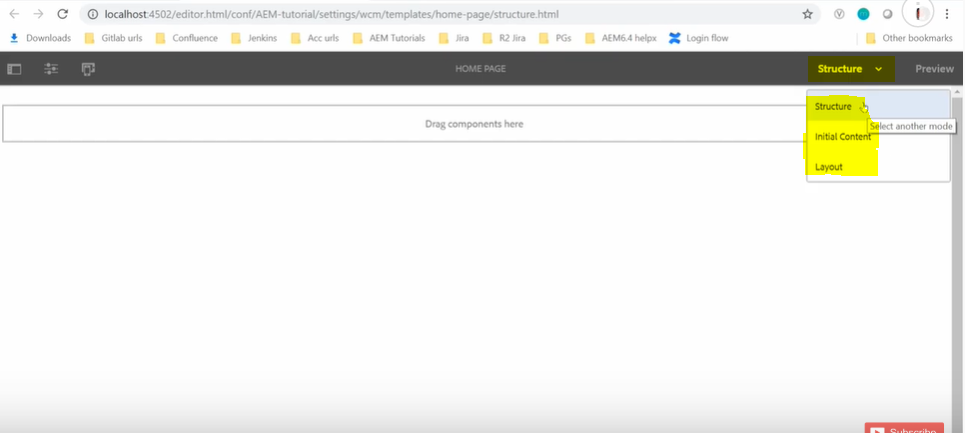 localhost:4502/editor.html/conf/AEM-tutorial/settings/wcm/templates/home-page/structure.html
Downloads Gitlab urls Confluence Jenkins Acc urls AEM Tutorials Jira R2 Jira PGs AEM6.4 helpx Login flow Other bookmarks
HOME PAGE Structure Preview
Structure
Drag components here
Select another mode
Initial Content
Layout
Subscribe